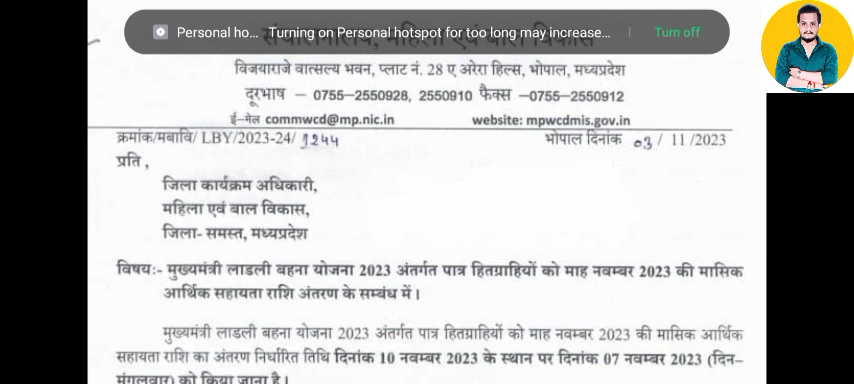 Personal ho... Turning on Personal hotspot for too long may increase... Turn off
संचालनालय, महिला एवं बाल विकास
विजयाराजे वात्सल्य भवन, प्लाट नं. 28 ए अरेरा हिल्स, भोपाल, मध्यप्रदेश
दूरभाष – 0755–2550928, 2550910 फैक्स –0755–2550912
ई–मेल commwcd@mp.nic.in website: mpwcdmis.gov.in
क्रमांक/मबावि/ LBY/2023-24/ 1244 भोपाल दिनांक 03/ 11 /2023
प्रति ,
जिला कार्यक्रम अधिकारी,
महिला एवं बाल विकास,
जिला- समस्त, मध्यप्रदेश
विषयः- मुख्यमंत्री लाडली बहना योजना 2023 अंतर्गत पात्र हितग्राहियों को माह नवम्बर 2023 की मासिक
आर्थिक सहायता राशि अंतरण के सम्बंध में।
मुख्यमंत्री लाडली बहना योजना 2023 अंतर्गत पात्र हितग्राहियों को माह नवम्बर 2023 की मासिक आर्थिक
सहायता राशि का अंतरण निर्धारित तिथि दिनांक 10 नवम्बर 2023 के स्थान पर दिनांक 07 नवम्बर 2023 (दिन–
मंगलवार) को किया जाना है।